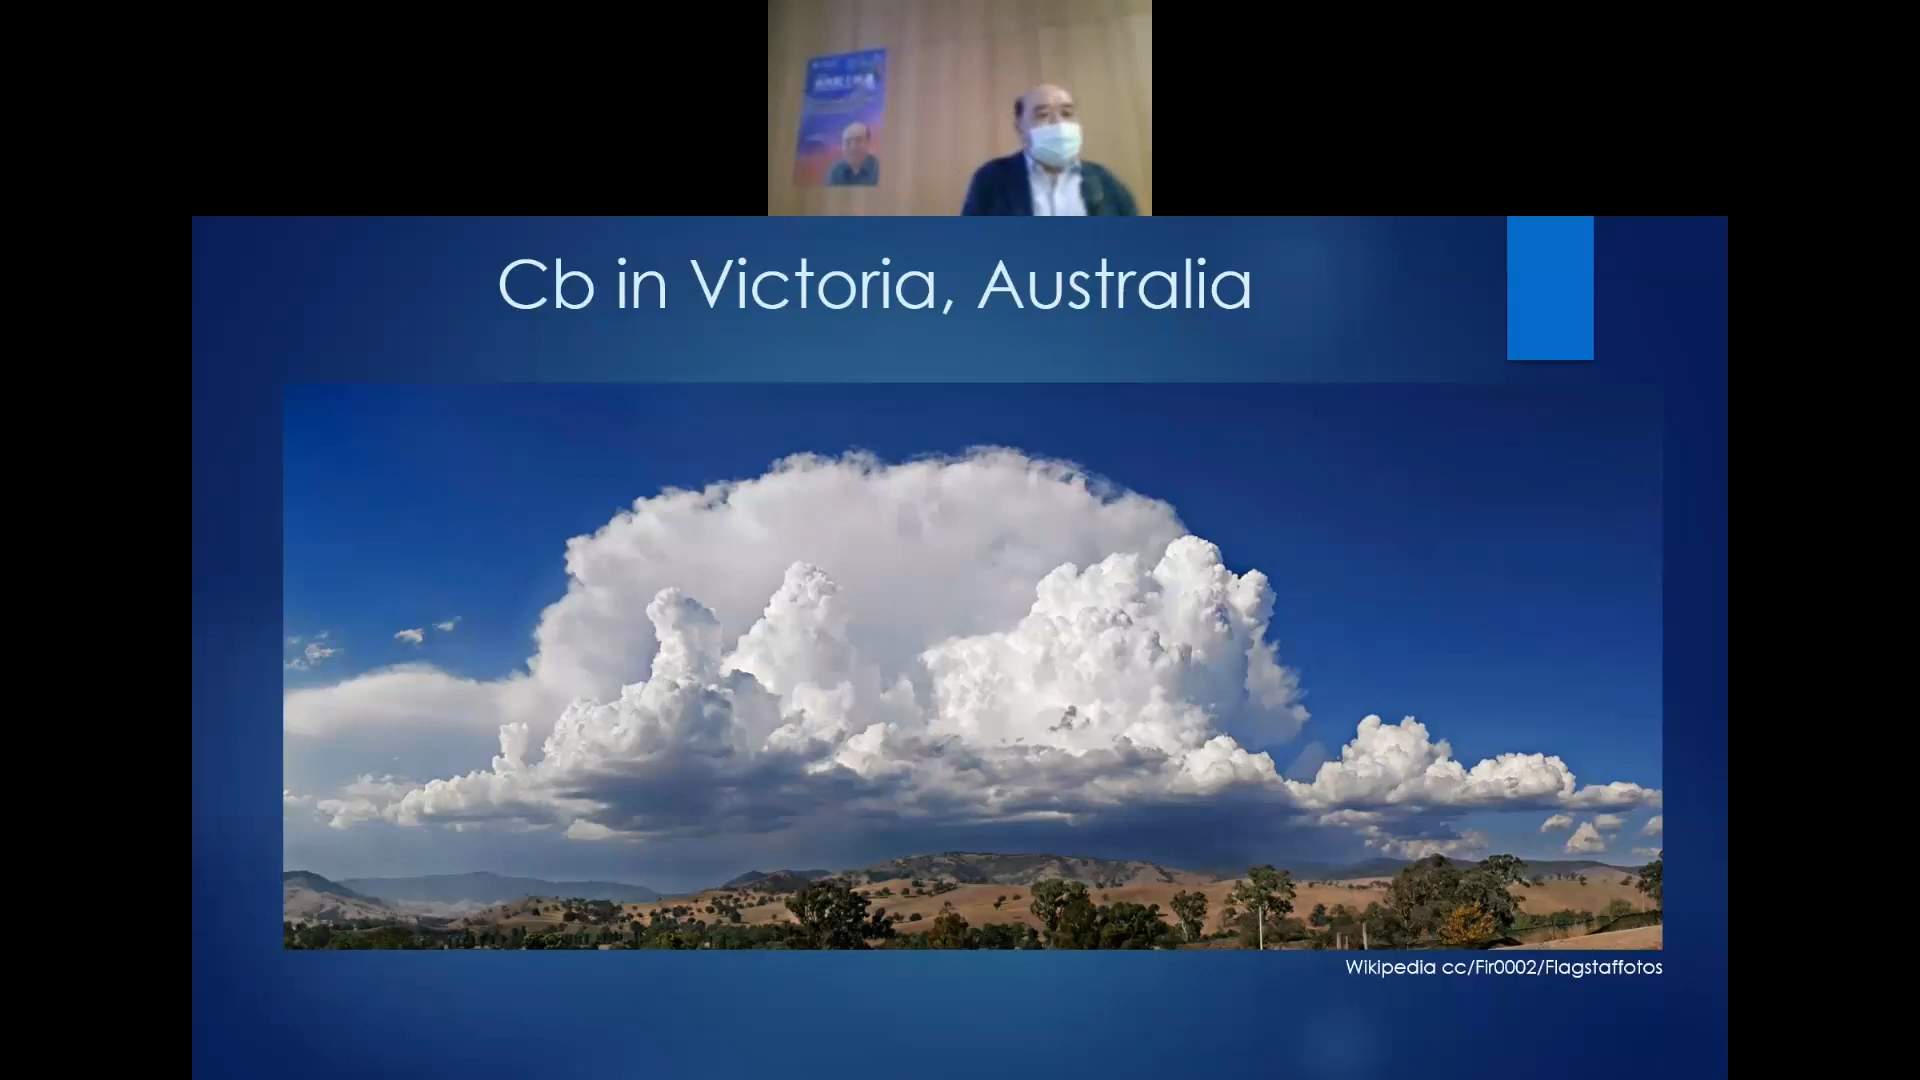 Cb in Victoria, Australia
Wikipedia cc/Fir0002/Flagstaffotos